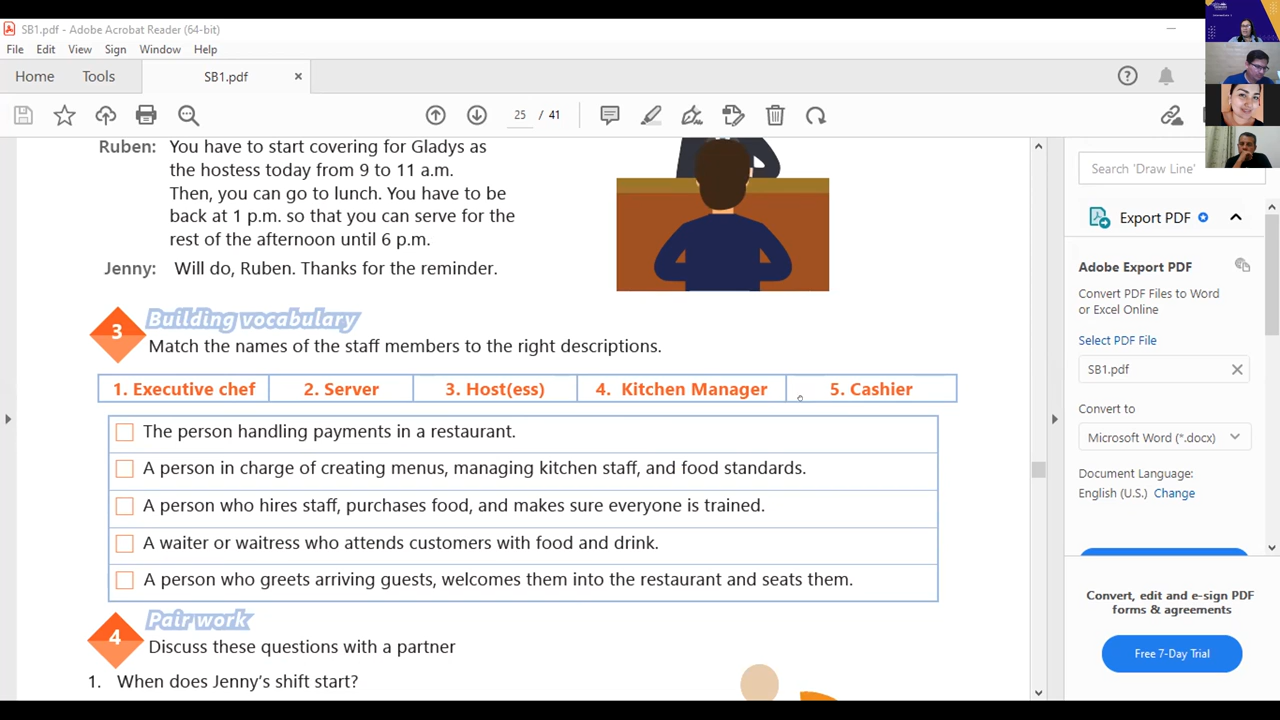 SB1.pdf - Adobe Acrobat Reader (64-bit)
File Edit View Sign Window Help
Home Tools SB1.pdf ×
25 / 41
Ruben: You have to start covering for Gladys as
the hostess today from 9 to 11 a.m.
Then, you can go to lunch. You have to be
back at 1 p.m. so that you can serve for the
rest of the afternoon until 6 p.m.
Jenny: Will do, Ruben. Thanks for the reminder.
3 Building vocabulary
Match the names of the staff members to the right descriptions.
1. Executive chef 2. Server 3. Host(ess) 4. Kitchen Manager 5. Cashier
The person handling payments in a restaurant.
A person in charge of creating menus, managing kitchen staff, and food standards.
A person who hires staff, purchases food, and makes sure everyone is trained.
A waiter or waitress who attends customers with food and drink.
A person who greets arriving guests, welcomes them into the restaurant and seats them.
4 Pair work
Discuss these questions with a partner
1. When does Jenny's shift start?
Search 'Draw Line'
Export PDF
Adobe Export PDF
Convert PDF Files to Word
or Excel Online
Select PDF File
SB1.pdf
Convert to
Microsoft Word (*.docx)
Document Language:
English (U.S.) Change
Convert, edit and e-sign PDF
forms & agreements
Free 7-Day Trial